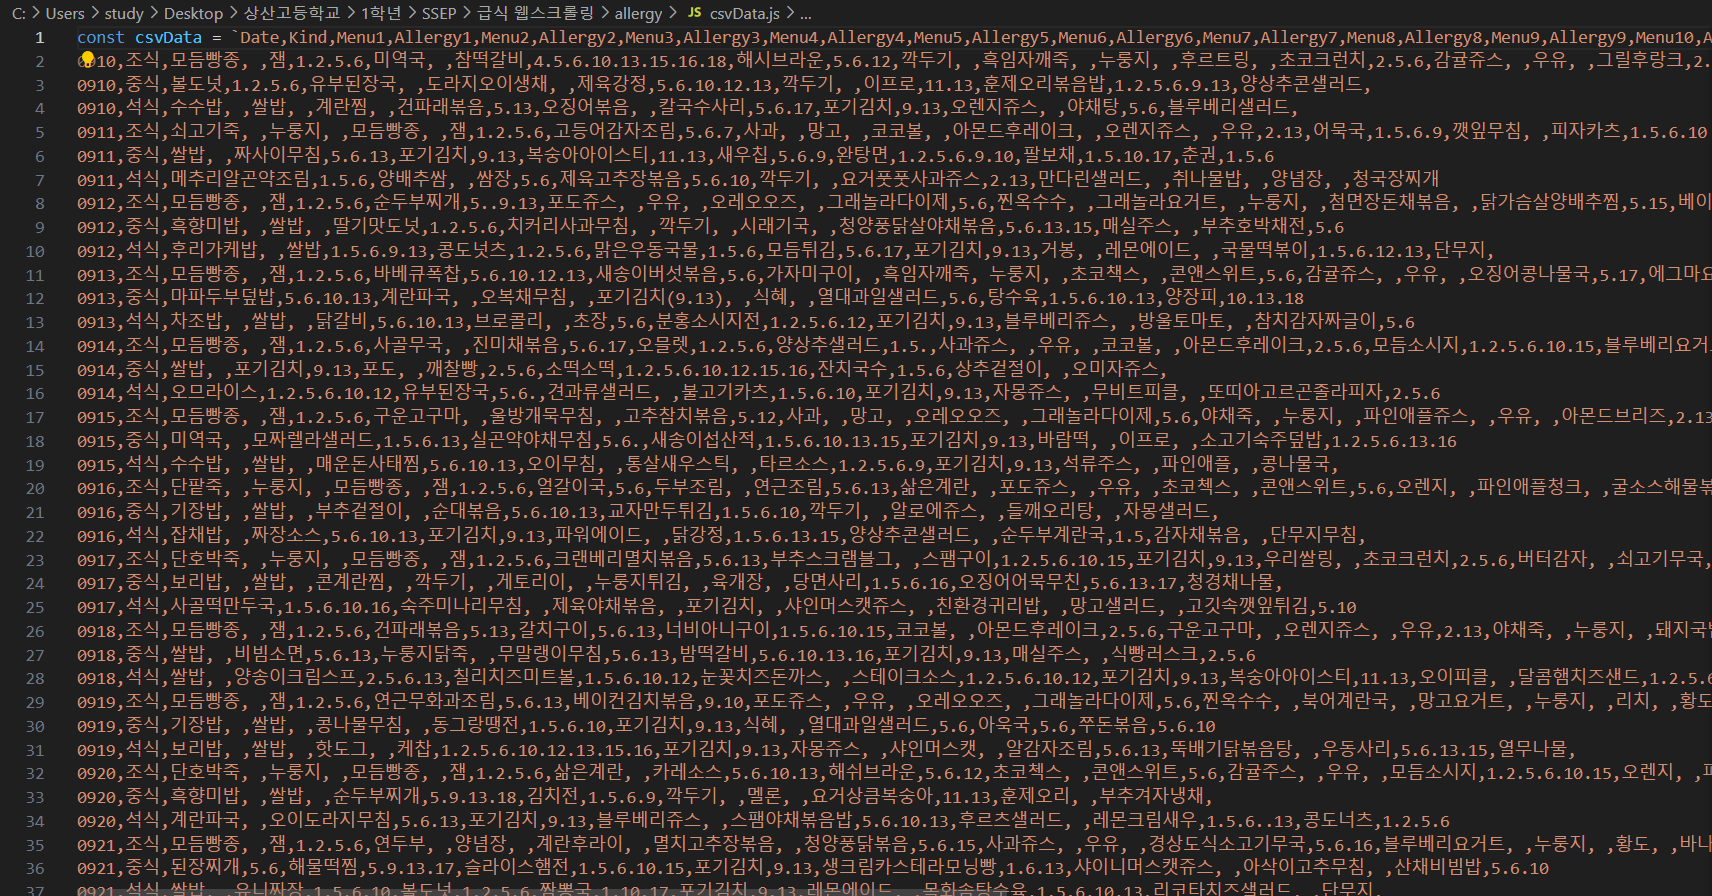 C: > Users > study > Desktop > 상산고등학교 > 1학년 > SSEP > 급식 웹스크롤링 > allergy > JS csvData.js > ...
1 const csvData = `Date,Kind,Menu1,Allergy1,Menu2,Allergy2,Menu3,Allergy3,Menu4,Allergy4,Menu5,Allergy5,Menu6,Allergy6,Menu7,Allergy7,Menu8,Allergy8,Menu9,Allergy9,Menu10,A
2 0910,조식,모듬빵종, ,잼,1.2.5.6,미역국, ,참떡갈비,4.5.6.10.13.15.16.18,해시브라운,5.6.12,깍두기, ,흑임자깨죽, ,누룽지, ,후르트링, ,초코크런치,2.5.6,감귤쥬스, ,우유, ,그릴후랑크,2.
3 0910,중식,볼도넛,1.2.5.6,유부된장국, ,도라지오이생채, ,제육강정,5.6.10.12.13,깍두기, ,이프로,11.13,훈제오리볶음밥,1.2.5.6.9.13,양상추콘샐러드,
4 0910,석식,수수밥, ,쌀밥, ,계란찜, ,건파래볶음,5.13,오징어볶음, ,칼국수사리,5.6.17,포기김치,9.13,오렌지쥬스, ,야채탕,5.6,블루베리샐러드,
5 0911,조식,쇠고기죽, ,누룽지, ,모듬빵종, ,잼,1.2.5.6,고등어감자조림,5.6.7,사과, ,망고, ,코코볼, ,아몬드후레이크, ,오렌지쥬스, ,우유,2.13,어묵국,1.5.6.9,깻잎무침, ,피자카츠,1.5.6.10
6 0911,중식,쌀밥, ,짜사이무침,5.6.13,포기김치,9.13,복숭아아이스티,11.13,새우칩,5.6.9,완탕면,1.2.5.6.9.10,팔보채,1.5.10.17,춘권,1.5.6
7 0911,석식,메추리알곤약조림,1.5.6,양배추쌈, ,쌈장,5.6,제육고추장볶음,5.6.10,깍두기, ,요거풋풋사과쥬스,2.13,만다린샐러드, ,취나물밥, ,양념장, ,청국장찌개
8 0912,조식,모듬빵종, ,잼,1.2.5.6,순두부찌개,5..9.13,포도쥬스, ,우유, ,오레오오즈, ,그래놀라다이제,5.6,찐옥수수, ,그래놀라요거트, ,누룽지, ,첨면장돈채볶음, ,닭가슴살양배추찜,5.15,베이
9 0912,중식,흑향미밥, ,쌀밥, ,딸기맛도넛,1.2.5.6,치커리사과무침, ,깍두기, ,시래기국, ,청양풍닭살야채볶음,5.6.13.15,매실주스, ,부추호박채전,5.6
10 0912,석식,후리가케밥, ,쌀밥,1.5.6.9.13,콩도넛츠,1.2.5.6,맑은우동국물,1.5.6,모듬튀김,5.6.17,포기김치,9.13,거봉, ,레몬에이드, ,국물떡볶이,1.5.6.12.13,단무지,
11 0913,조식,모듬빵종, ,잼,1.2.5.6,바베큐폭찹,5.6.10.12.13,새송이버섯볶음,5.6,가자미구이, ,흑임자깨죽, 누룽지, ,초코책스, ,콘앤스위트,5.6,감귤쥬스, ,우유, ,오징어콩나물국,5.17,에그마요
12 0913,중식,마파두부덮밥,5.6.10.13,계란파국, ,오복채무침, ,포기김치(9.13), ,식혜, ,열대과일샐러드,5.6,탕수육,1.5.6.10.13,양장피,10.13.18
13 0913,석식,차조밥, ,쌀밥, ,닭갈비,5.6.10.13,브로콜리, ,초장,5.6,분홍소시지전,1.2.5.6.12,포기김치,9.13,블루베리쥬스, ,방울토마토, ,참치감자짜글이,5.6
14 0914,조식,모듬빵종, ,잼,1.2.5.6,사골무국, ,진미채볶음,5.6.17,오믈렛,1.2.5.6,양상추샐러드,1.5.,사과쥬스, ,우유, ,코코볼, ,아몬드후레이크,2.5.6,모듬소시지,1.2.5.6.10.15,블루베리요거
15 0914,중식,쌀밥, ,포기김치,9.13,포도, ,깨찰빵,2.5.6,소떡소떡,1.2.5.6.10.12.15.16,잔치국수,1.5.6,상추겉절이, ,오미자쥬스,
16 0914,석식,오므라이스,1.2.5.6.10.12,유부된장국,5.6.,견과류샐러드, ,불고기카츠,1.5.6.10,포기김치,9.13,자몽쥬스, ,무비트피클, ,또띠아고르곤졸라피자,2.5.6
17 0915,조식,모듬빵종, ,잼,1.2.5.6,구운고구마, ,울방개묵무침, ,고추참치볶음,5.12,사과, ,망고, ,오레오오즈, ,그래놀라다이제,5.6,야채죽, ,누룽지, ,파인애플쥬스, ,우유, ,아몬드브리즈,2.13
18 0915,중식,미역국, ,모짜렐라샐러드,1.5.6.13,실곤약야채무침,5.6.,새송이섭산적,1.5.6.10.13.15,포기김치,9.13,바람떡, ,이프로, ,소고기숙주덮밥,1.2.5.6.13.16
19 0915,석식,수수밥, ,쌀밥, ,매운돈사태찜,5.6.10.13,오이무침, ,통살새우스틱, ,타르소스,1.2.5.6.9,포기김치,9.13,석류주스, ,파인애플, ,콩나물국,
20 0916,조식,단팥죽, ,누룽지, ,모듬빵종, ,잼,1.2.5.6,얼갈이국,5.6,두부조림, ,연근조림,5.6.13,삶은계란, ,포도쥬스, ,우유, ,초코첵스, ,콘앤스위트,5.6,오렌지, ,파인애플청크, ,굴소스해물볶
21 0916,중식,기장밥, ,쌀밥, ,부추겉절이, ,순대볶음,5.6.10.13,교자만두튀김,1.5.6.10,깍두기, ,알로에쥬스, ,들깨오리탕, ,자몽샐러드,
22 0916,석식,잡채밥, ,짜장소스,5.6.10.13,포기김치,9.13,파워에이드, ,닭강정,1.5.6.13.15,양상추콘샐러드, ,순두부계란국,1.5,감자채볶음, ,단무지무침,
23 0917,조식,단호박죽, ,누룽지, ,모듬빵종, ,잼,1.2.5.6,크랜베리멸치볶음,5.6.13,부추스크램블그, ,스팸구이,1.2.5.6.10.15,포기김치,9.13,우리쌀링, ,초코크런치,2.5.6,버터감자, ,쇠고기무국,
24 0917,중식,보리밥, ,쌀밥, ,콘계란찜, ,깍두기, ,게토리이, ,누룽지튀김, ,육개장, ,당면사리,1.5.6.16,오징어어묵무친,5.6.13.17,청경채나물,
25 0917,석식,사골떡만두국,1.5.6.10.16,숙주미나리무침, ,제육야채볶음, ,포기김치, ,샤인머스캣쥬스, ,친환경귀리밥, ,망고샐러드, ,고깃속깻잎튀김,5.10
26 0918,조식,모듬빵종, ,잼,1.2.5.6,건파래볶음,5.13,갈치구이,5.6.13,너비아니구이,1.5.6.10.15,코코볼, ,아몬드후레이크,2.5.6,구운고구마, ,오렌지쥬스, ,우유,2.13,야채죽, ,누룽지, ,돼지국밥
27 0918,중식,쌀밥, ,비빔소면,5.6.13,누룽지닭죽, ,무말랭이무침,5.6.13,밤떡갈비,5.6.10.13.16,포기김치,9.13,매실주스, ,식빵러스크,2.5.6
28 0918,석식,쌀밥, ,양송이크림스프,2.5.6.13,칠리치즈미트볼,1.5.6.10.12,눈꽃치즈돈까스, ,스테이크소스,1.2.5.6.10.12,포기김치,9.13,복숭아아이스티,11.13,오이피클, ,달콤햄치즈샌드,1.2.5.6
29 0919,조식,모듬빵종, ,잼,1.2.5.6,연근무화과조림,5.6.13,베이컨김치볶음,9.10,포도쥬스, ,우유, ,오레오오즈, ,그래놀라다이제,5.6,찐옥수수, ,북어계란국, ,망고요거트, ,누룽지, ,리치, ,황도
30 0919,중식,기장밥, ,쌀밥, ,콩나물무침, ,동그랑땡전,1.5.6.10,포기김치,9.13,식혜, ,열대과일샐러드,5.6,아욱국,5.6,쭈돈볶음,5.6.10
31 0919,석식,보리밥, ,쌀밥, ,핫도그, ,케찹,1.2.5.6.10.12.13.15.16,포기김치,9.13,자몽쥬스, ,샤인머스캣, ,알감자조림,5.6.13,뚝배기닭볶음탕, ,우동사리,5.6.13.15,열무나물,
32 0920,조식,단호박죽, ,누룽지, ,모듬빵종, ,잼,1.2.5.6,삶은계란, ,카레소스,5.6.10.13,해쉬브라운,5.6.12,초코첵스, ,콘앤스위트,5.6,감귤주스, ,우유, ,모듬소시지,1.2.5.6.10.15,오렌지, ,파
33 0920,중식,흑향미밥, ,쌀밥, ,순두부찌개,5.9.13.18,김치전,1.5.6.9,깍두기, ,멜론, ,요거상큼복숭아,11.13,훈제오리, ,부추겨자냉채,
34 0920,석식,계란파국, ,오이도라지무침,5.6.13,포기김치,9.13,블루베리쥬스, ,스팸야채볶음밥,5.6.10.13,후르츠샐러드, ,레몬크림새우,1.5.6..13,콩도너츠,1.2.5.6
35 0921,조식,모듬빵종, ,잼,1.2.5.6,연두부, ,양념장, ,계란후라이, ,멸치고추장볶음, ,청양풍닭볶음,5.6.15,사과쥬스, ,우유, ,경상도식소고기무국,5.6.16,블루베리요거트, ,누룽지, ,황도, ,바나
36 0921,중식,된장찌개,5.6,해물떡찜,5.9.13.17,슬라이스햄전,1.5.6.10.15,포기김치,9.13,생크림카스테라모닝빵,1.6.13,샤이니머스캣쥬스, ,아삭이고추무침, ,산채비빔밥,5.6.10
37 0921,석식,쌀밥, ,유니짜장,1.5.6.10,볼도넛,1.2.5.6,짬뽕국,1.10.17,포기김치,9.13,레몬에이드, ,목화솜탕수육,1.5.6.10.13,리코타치즈샐러드, ,단무지,